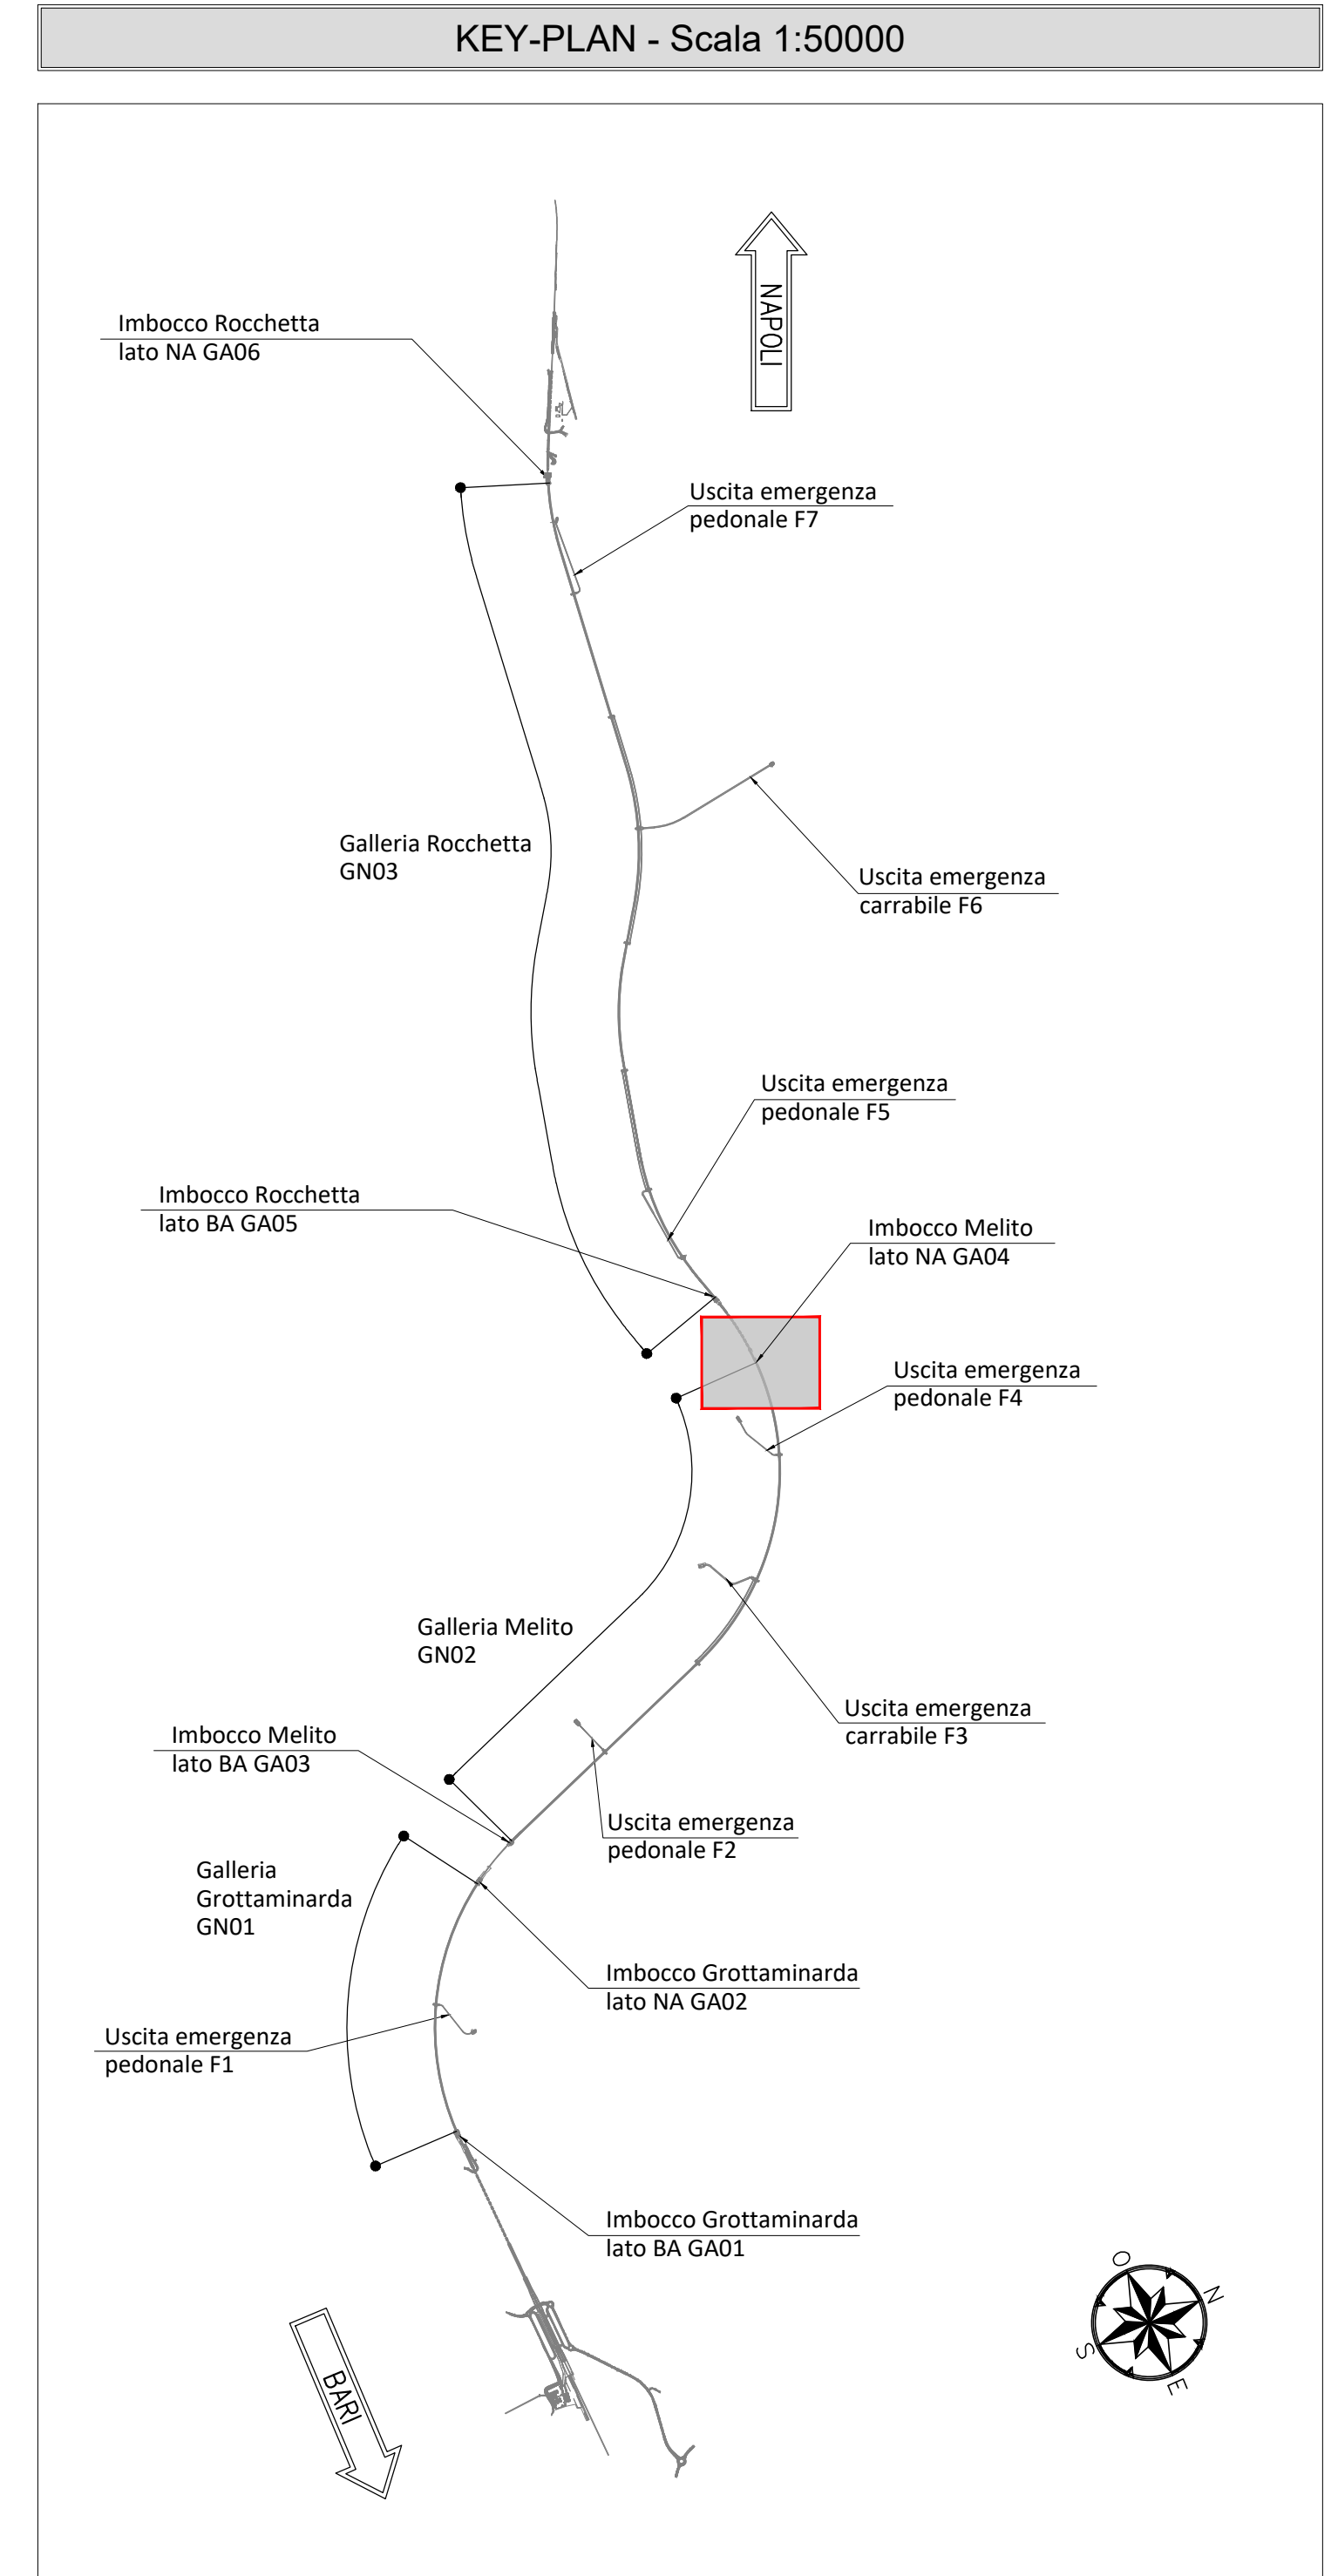 KEY-PLAN - Scala 1:50000
NAPOLI
Imbocco Rocchetta
lato NA GA06
Uscita emergenza
pedonale F7
Galleria Rocchetta
GN03
Uscita emergenza
carrabile F6
Uscita emergenza
pedonale F5
Imbocco Rocchetta
lato BA GA05
Imbocco Melito
lato NA GA04
Uscita emergenza
pedonale F4
Galleria Melito
GN02
Uscita emergenza
carrabile F3
Imbocco Melito
lato BA GA03
Uscita emergenza
pedonale F2
Galleria
Grottaminarda
GN01
Imbocco Grottaminarda
lato NA GA02
Uscita emergenza
pedonale F1
Imbocco Grottaminarda
lato BA GA01
BARI
O
N
S
E